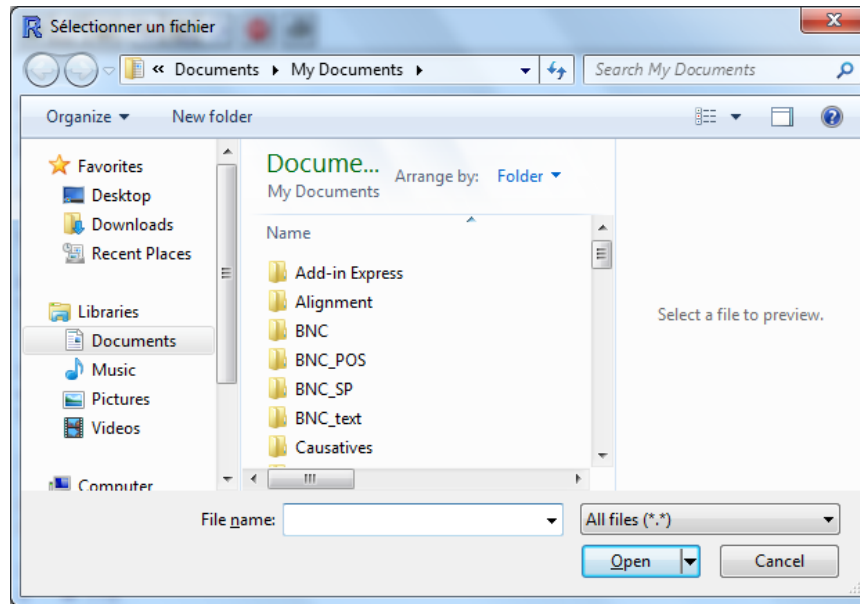 Sélectionner un fichier
« Documents ▸ My Documents ▸
Search My Documents
Organize ▾ New folder
Favorites
Desktop
Downloads
Recent Places
Libraries
Documents
Music
Pictures
Videos
Computer
Docume...
My Documents
Arrange by: Folder ▾
Name
Add-in Express
Alignment
BNC
BNC_POS
BNC_SP
BNC_text
Causatives
Select a file to preview.
File name:
All files (*.*)
Open
Cancel